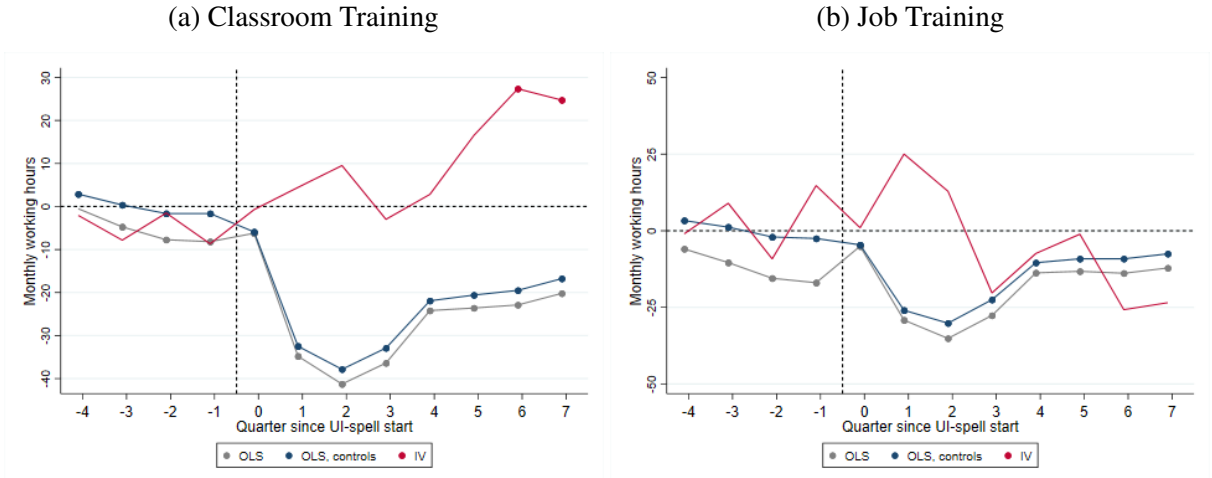 (a) Classroom Training
30
20
10
0
-10
-20
-30
-40
Monthly working hours
-4 -3 -2 -1 0 1 2 3 4 5 6 7
Quarter since UI-spell start
OLS OLS, controls IV
(b) Job Training
50
25
0
-25
-50
Monthly working hours
-4 -3 -2 -1 0 1 2 3 4 5 6 7
Quarter since UI-spell start
OLS OLS, controls IV